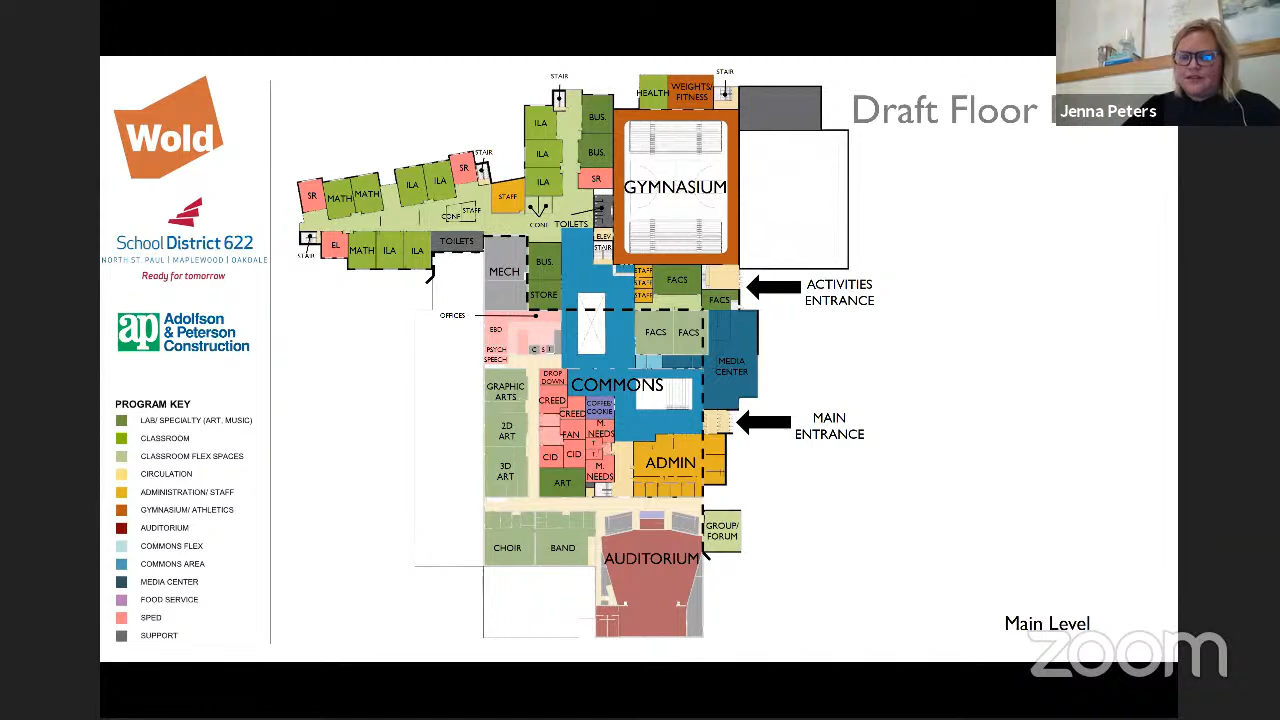 Wold
School District 622
NORTH ST. PAUL | MAPLEWOOD | OAKDALE
Ready for tomorrow
ap
Adolfson
& Peterson
Construction
PROGRAM KEY
LAB/ SPECIALTY (ART, MUSIC)
CLASSROOM
CLASSROOM FLEX SPACES
CIRCULATION
ADMINISTRATION/ STAFF
GYMNASIUM/ ATHLETICS
AUDITORIUM
COMMONS FLEX
COMMONS AREA
MEDIA CENTER
FOOD SERVICE
SPED
SUPPORT
Draft Floor
Jenna Peters
STAIR
STAIR
HEALTH
WEIGHTS/
FITNESS
ILA
BUS.
ILA
BUS.
ILA
SR
STAIR
SR
SR
MATH
MATH
ILA
ILA
STAFF
STAFF
CONF
CONF
TOILETS
GYMNASIUM
STAIR
EL
MATH
ILA
ILA
TOILETS
ELEV
STAIR
MECH
BUS.
STORE
STAFF
STAFF
STAFF
FACS
FACS
ACTIVITIES
ENTRANCE
OFFICES
EBD
PSYCH
SPEECH
C
S
T
FACS
FACS
MEDIA
CENTER
COMMONS
DROP
DOWN
GRAPHIC
ARTS
CREED
CREED
COFFEE/
COOKIE
MAIN
ENTRANCE
2D
ART
FAN
M.
NEEDS
T
T
CID
CID
ADMIN
3D
ART
M.
NEEDS
ART
CHOIR
BAND
AUDITORIUM
GROUP/
FORUM
Main Level
zoom